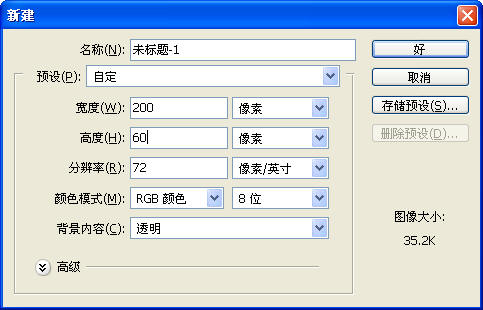 新建
名称(N): 未标题-1
好
预设(P): 自定
取消
宽度(W): 200 像素
存储预设(S)...
高度(H): 60 像素
删除预设(D)...
分辨率(R): 72 像素/英寸
颜色模式(M): RGB 颜色 8 位
背景内容(C): 透明
图像大小:
35.2K
高级